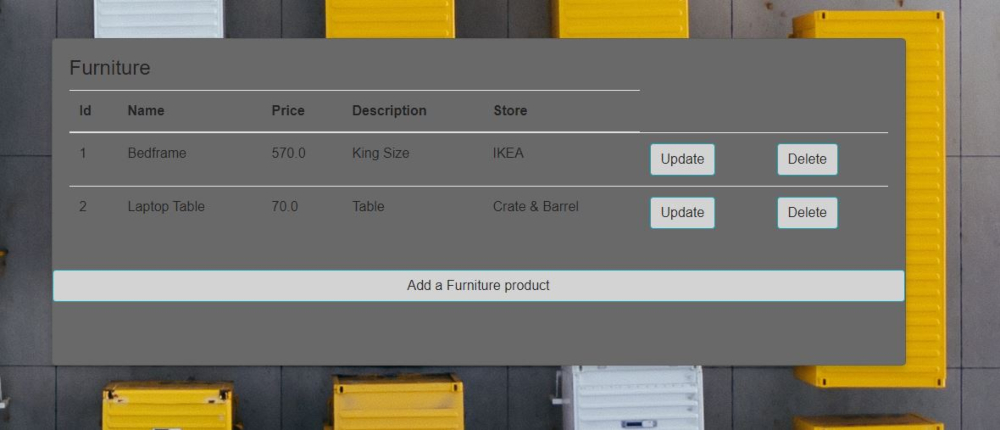 Furniture
Id Name Price Description Store
1 Bedframe 570.0 King Size IKEA Update Delete
2 Laptop Table 70.0 Table Crate & Barrel Update Delete
Add a Furniture product